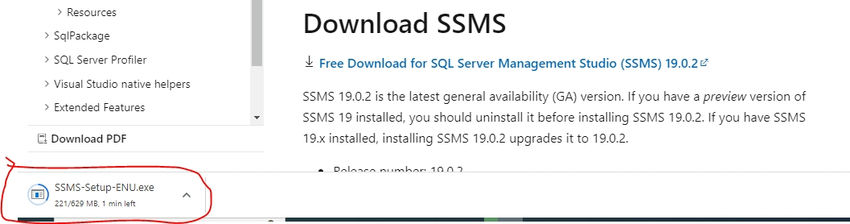 Resources
SqlPackage
SQL Server Profiler
Visual Studio native helpers
Extended Features
Download PDF
Download SSMS
Free Download for SQL Server Management Studio (SSMS) 19.0.2
SSMS 19.0.2 is the latest general availability (GA) version. If you have a preview version of
SSMS 19 installed, you should uninstall it before installing SSMS 19.0.2. If you have SSMS
19.x installed, installing SSMS 19.0.2 upgrades it to 19.0.2.
Release number: 19.0.2
SSMS-Setup-ENU.exe
221/629 MB, 1 min left